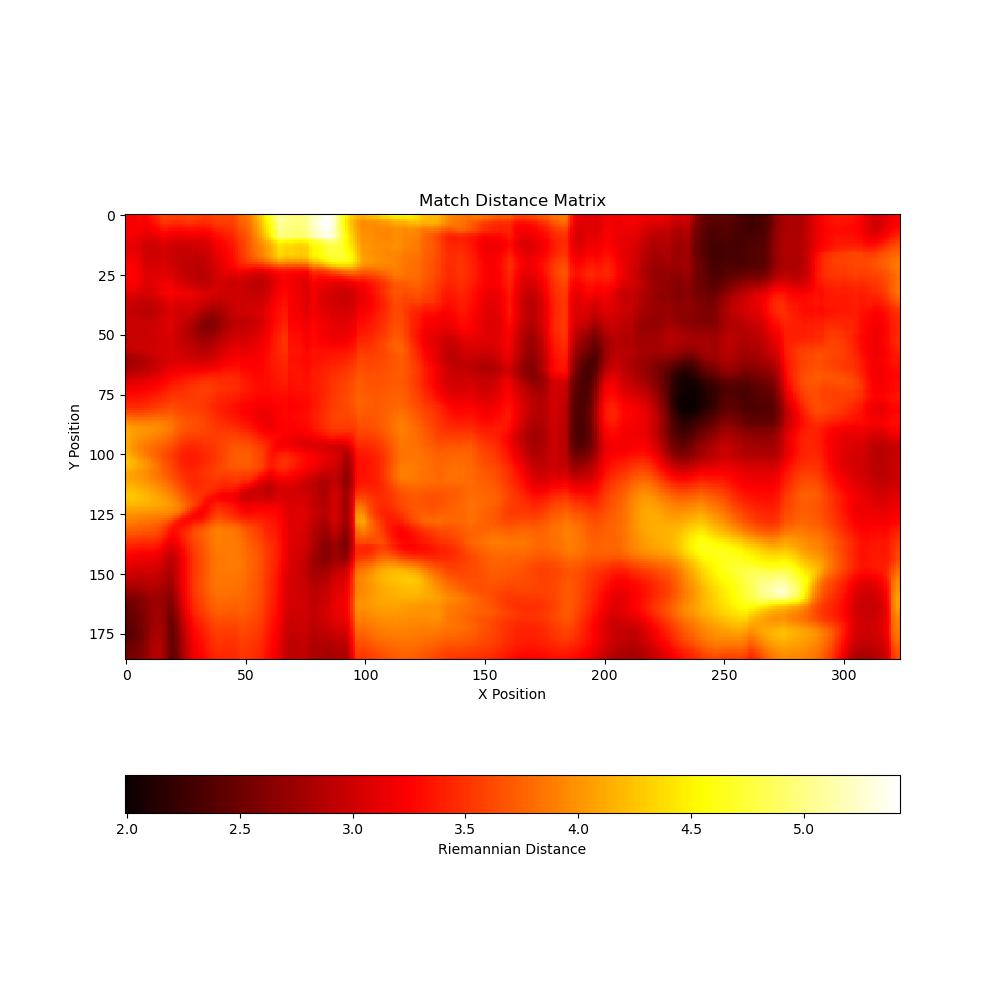 Match Distance Matrix
0
25
50
75
100
125
150
175
Y Position
0 50 100 150 200 250 300
X Position
2.0 2.5 3.0 3.5 4.0 4.5 5.0
Riemannian Distance